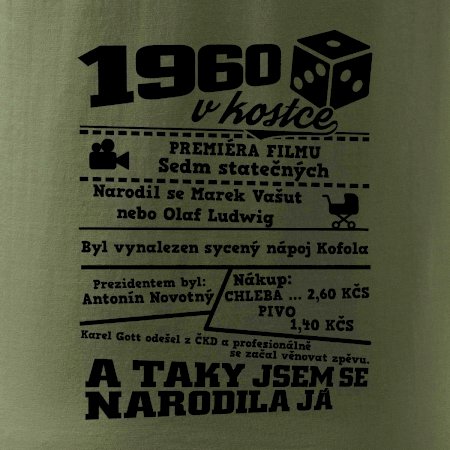 1960
v kostce
PREMIÉRA FILMU
Sedm statečných
Narodil se Marek Vašut
nebo Olaf Ludwig
Byl vynalezen sycený nápoj Kofola
Prezidentem byl:
Antonín Novotný
Nákup:
CHLEBA ... 2,60 KČS
PIVO
1,40 KČS
Karel Gott odešel z ČKD a profesionálně
se začal věnovat zpěvu.
A TAKY JSEM SE
NARODILA JÁ